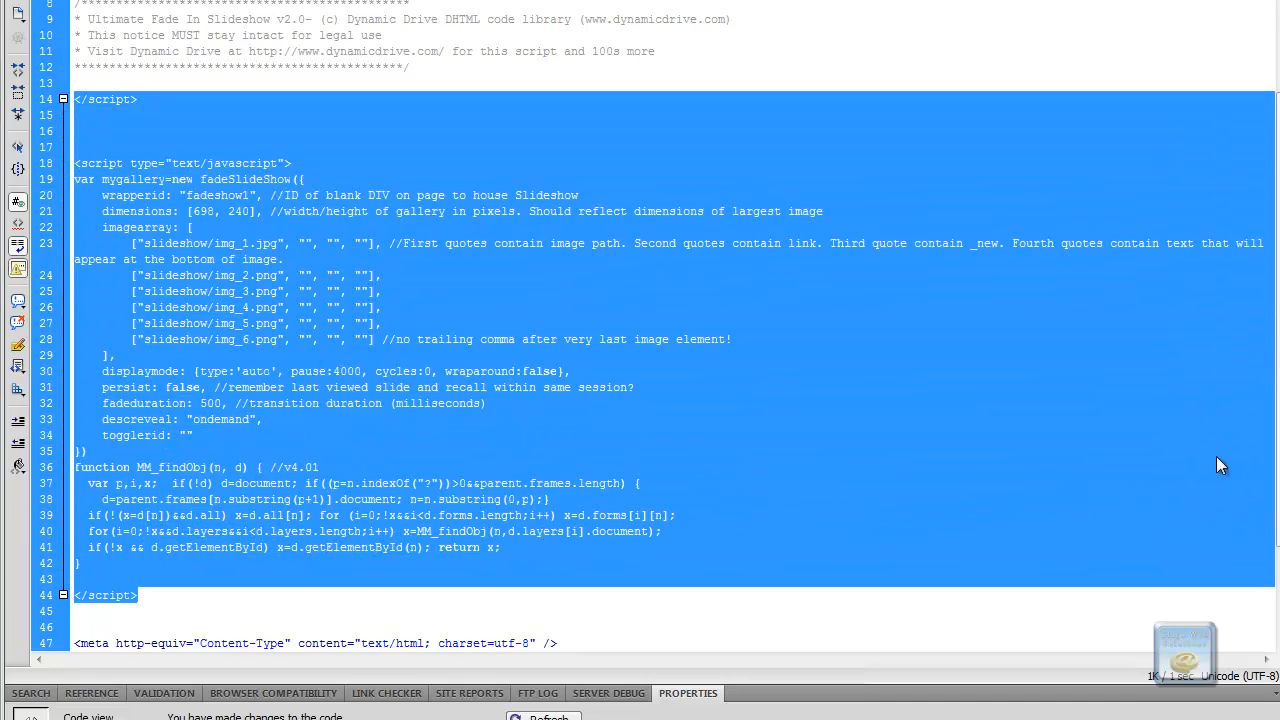 8 /***********************************************
9 * Ultimate Fade In Slideshow v2.0- (c) Dynamic Drive DHTML code library (www.dynamicdrive.com)
10 * This notice MUST stay intact for legal use
11 * Visit Dynamic Drive at http://www.dynamicdrive.com/ for this script and 100s more
12 ***********************************************/
13
14 </script>
15
16
17
18 <script type="text/javascript">
19 var mygallery=new fadeSlideShow({
20 wrapperid: "fadeshow1", //ID of blank DIV on page to house Slideshow
21 dimensions: [698, 240], //width/height of gallery in pixels. Should reflect dimensions of largest image
22 imagearray: [
23 ["slideshow/img_1.jpg", "", "", ""], //First quotes contain image path. Second quotes contain link. Third quote contain _new. Fourth quotes contain text that will
appear at the bottom of image.
24 ["slideshow/img_2.png", "", "", ""],
25 ["slideshow/img_3.png", "", "", ""],
26 ["slideshow/img_4.png", "", "", ""],
27 ["slideshow/img_5.png", "", "", ""],
28 ["slideshow/img_6.png", "", "", ""] //no trailing comma after very last image element!
29 ],
30 displaymode: {type:'auto', pause:4000, cycles:0, wraparound:false},
31 persist: false, //remember last viewed slide and recall within same session?
32 fadeduration: 500, //transition duration (milliseconds)
33 descreveal: "ondemand",
34 togglerid: ""
35 })
36 function MM_findObj(n, d) { //v4.01
37 var p,i,x; if(!d) d=document; if((p=n.indexOf("?"))>0&&parent.frames.length) {
38 d=parent.frames[n.substring(p+1)].document; n=n.substring(0,p);}
39 if(!(x=d[n])&&d.all) x=d.all[n]; for (i=0;!x&&i<d.forms.length;i++) x=d.forms[i][n];
40 for(i=0;!x&&d.layers&&i<d.layers.length;i++) x=MM_findObj(n,d.layers[i].document);
41 if(!x && d.getElementById) x=d.getElementById(n); return x;
42 }
43
44 </script>
45
46
47 <meta http-equiv="Content-Type" content="text/html; charset=utf-8" />
1K / 1 sec Unicode (UTF-8)
SEARCH REFERENCE VALIDATION BROWSER COMPATIBILITY LINK CHECKER SITE REPORTS FTP LOG SERVER DEBUG PROPERTIES
Code view You have made changes to the code. Refresh